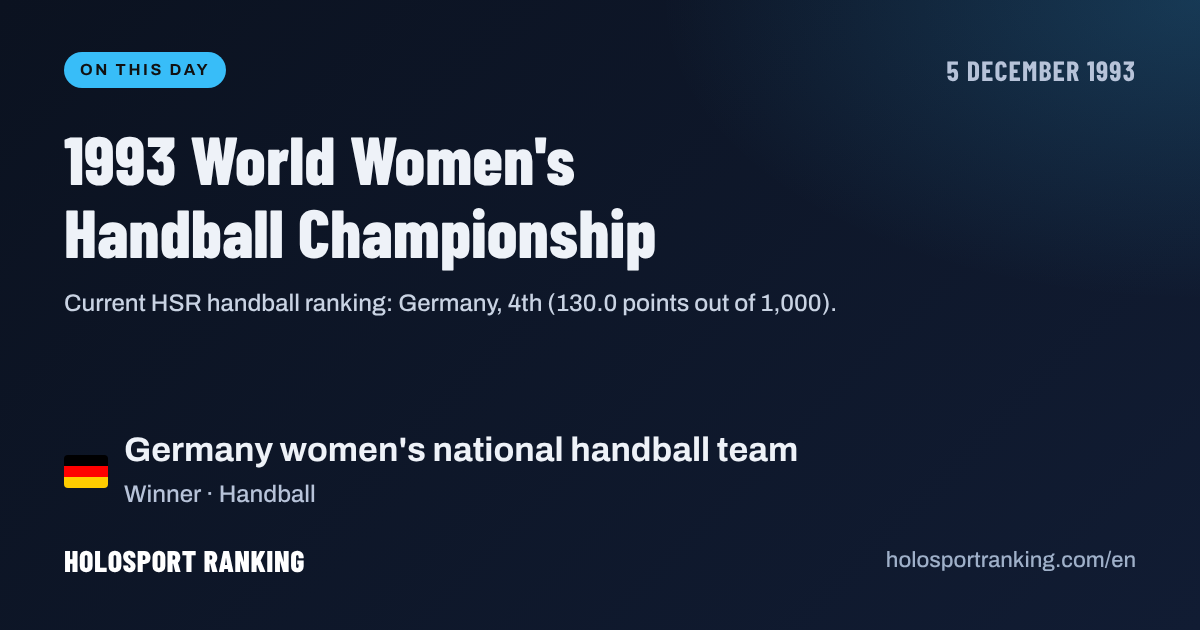 ON THIS DAY
5 DECEMBER 1993
1993 World Women's
Handball Championship
Current HSR handball ranking: Germany, 4th (130.0 points out of 1,000).
Germany women's national handball team
Winner · Handball
HOLOSPORT RANKING
holosportranking.com/en